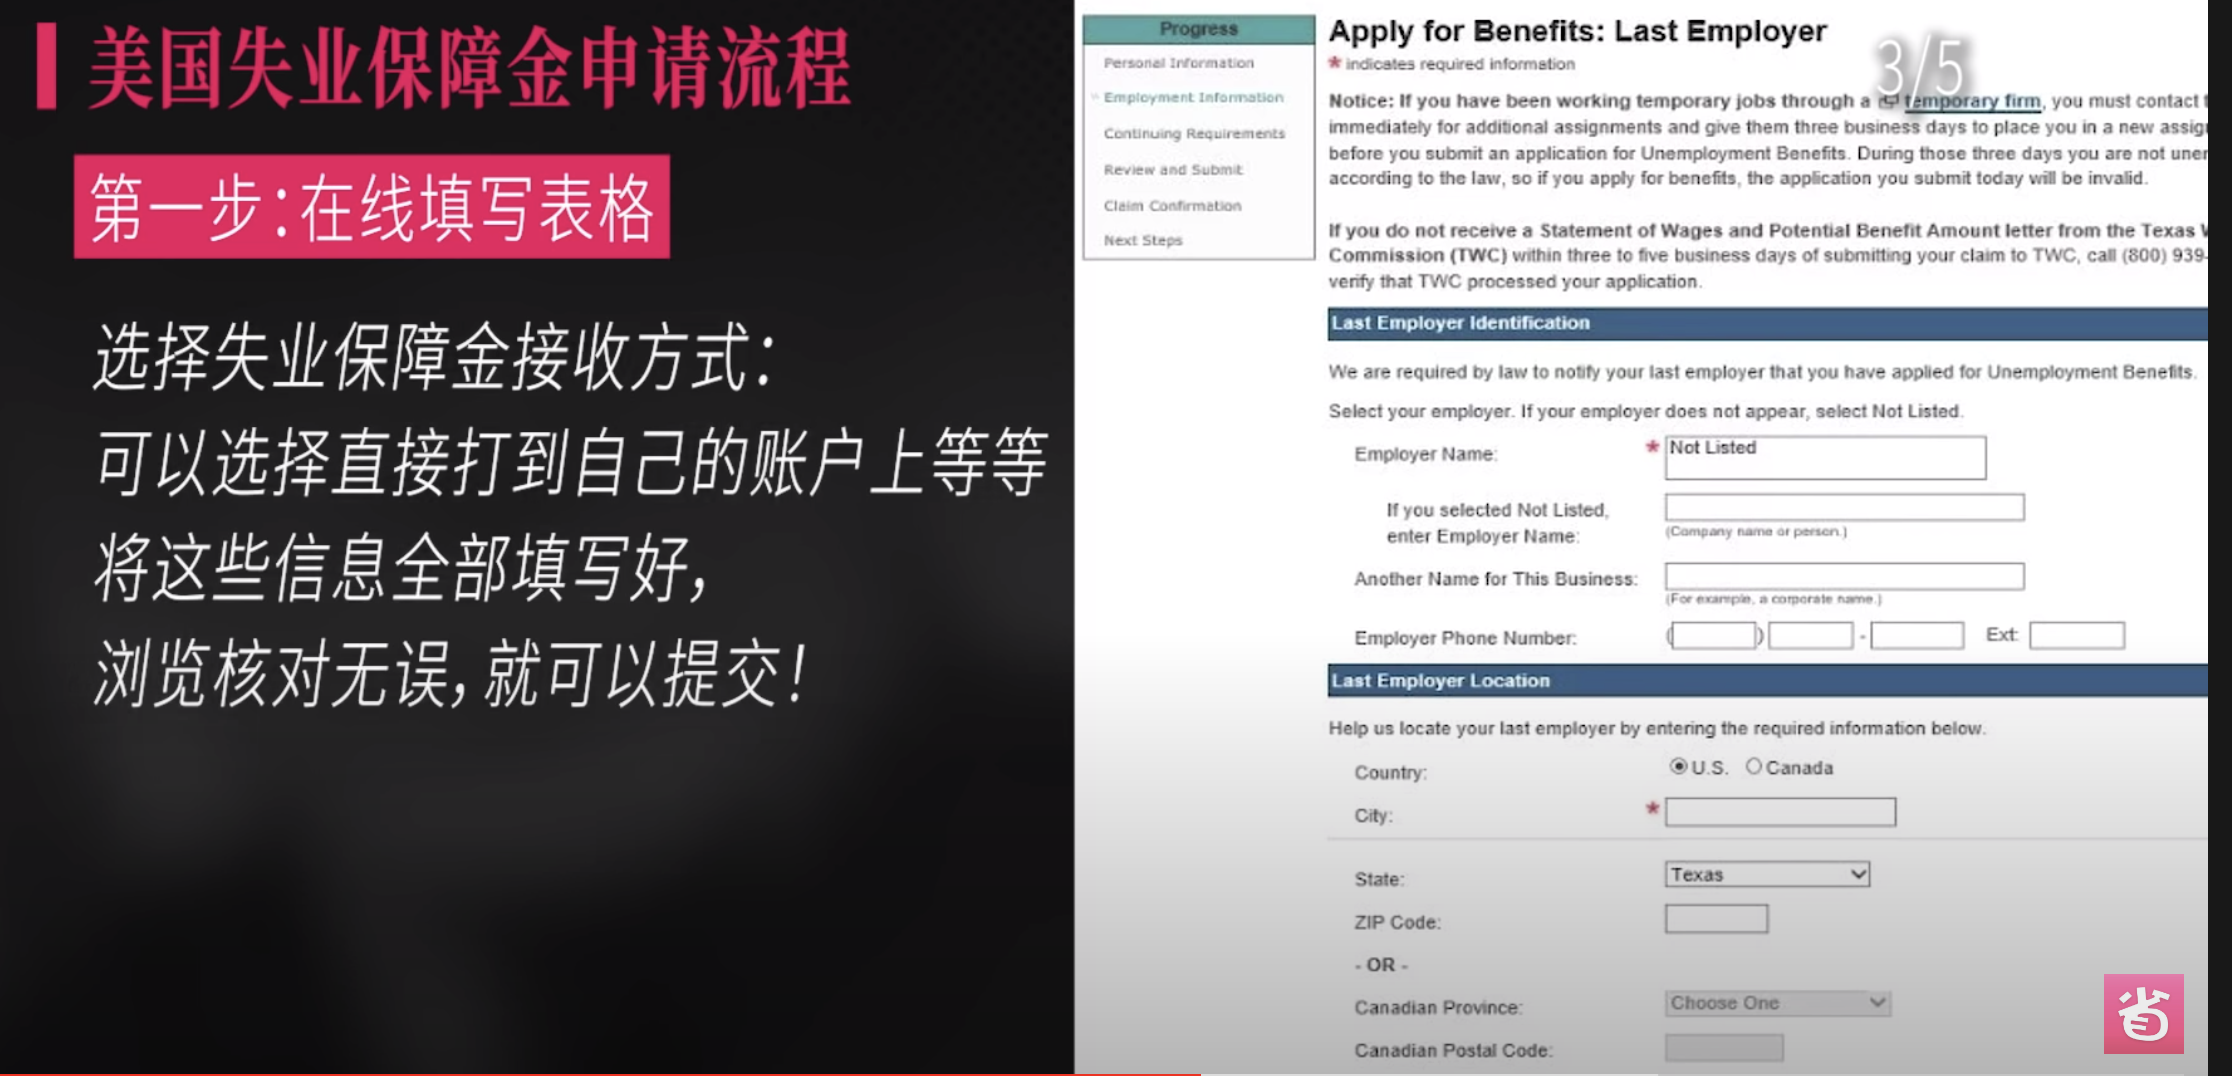 美国失业保障金申请流程
第一步:在线填写表格
选择失业保障金接收方式:
可以选择直接打到自己的账户上等等
将这些信息全部填写好,
浏览核对无误,就可以提交!
Progress
Personal Information
Employment Information
Continuing Requirements
Review and Submit
Claim Confirmation
Next Steps
3/5
Apply for Benefits: Last Employer
* indicates required information
Notice: If you have been working temporary jobs through a temporary firm, you must contact
immediately for additional assignments and give them three business days to place you in a new
before you submit an application for Unemployment Benefits. During those three days you are not
according to the law, so if you apply for benefits, the application you submit today will be invalid.
If you do not receive a Statement of Wages and Potential Benefit Amount letter from the Texas
Commission (TWC) within three to five business days of submitting your claim to TWC, call (800) 939-
verify that TWC processed your application.
Last Employer Identification
We are required by law to notify your last employer that you have applied for Unemployment Benefits.
Select your employer. If your employer does not appear, select Not Listed.
Employer Name: * Not Listed
If you selected Not Listed,
enter Employer Name:
(Company name or person.)
Another Name for This Business:
(For example, a corporate name.)
Employer Phone Number: ( ) - Ext:
Last Employer Location
Help us locate your last employer by entering the required information below.
Country: U.S. Canada
City: *
State: Texas
ZIP Code:
- OR -
Canadian Province: Choose One
Canadian Postal Code:
省